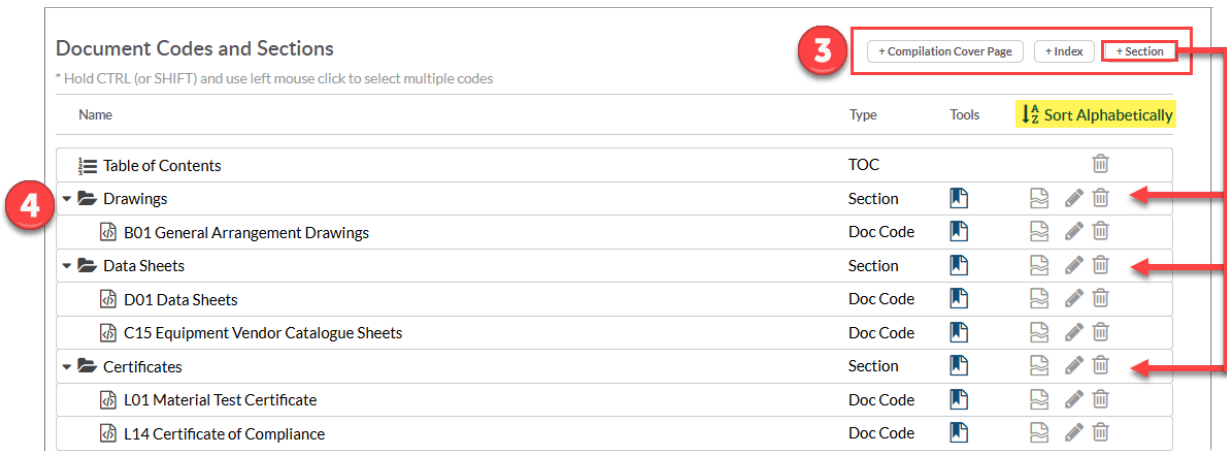 Document Codes and Sections
3
+ Compilation Cover Page + Index + Section
* Hold CTRL (or SHIFT) and use left mouse click to select multiple codes
Name Type Tools A Z Sort Alphabetically
1 2 3 Table of Contents TOC
4
Drawings Section
B01 General Arrangement Drawings Doc Code
Data Sheets Section
D01 Data Sheets Doc Code
C15 Equipment Vendor Catalogue Sheets Doc Code
Certificates Section
L01 Material Test Certificate Doc Code
L14 Certificate of Compliance Doc Code